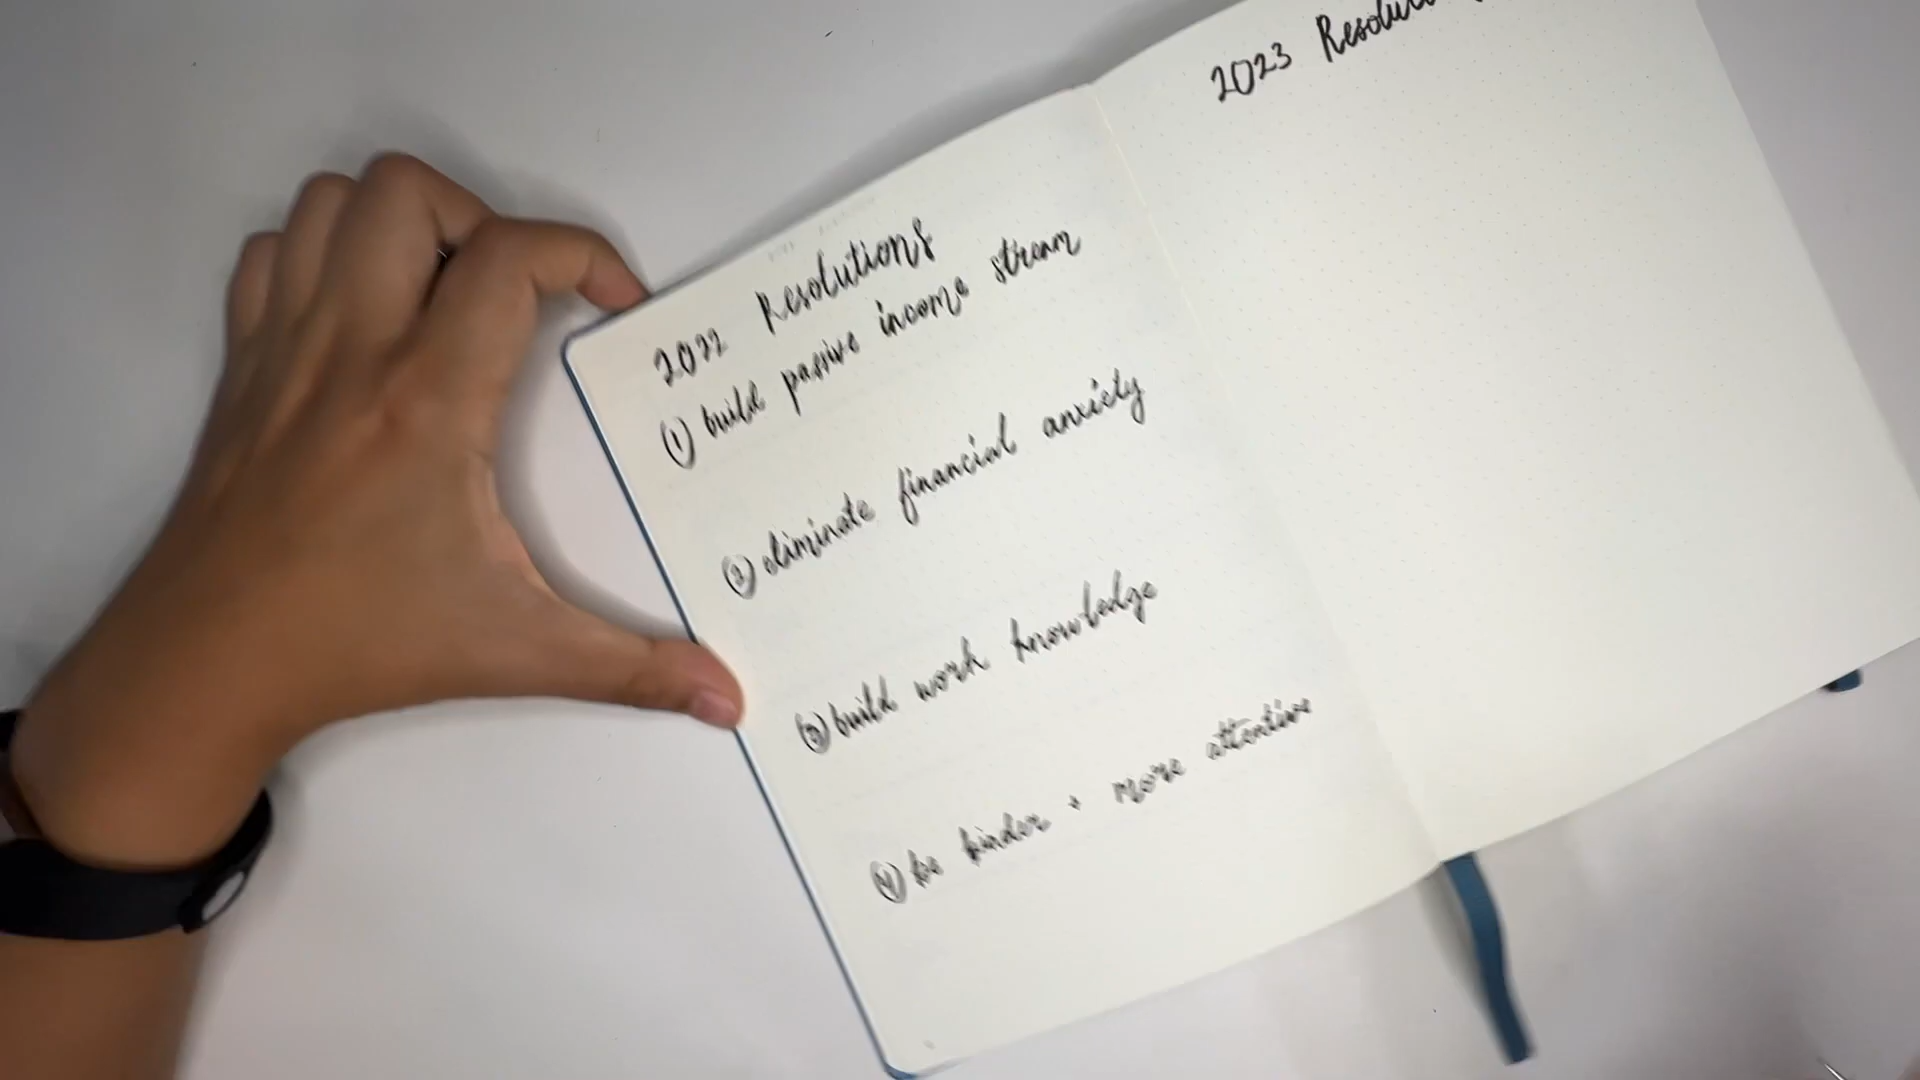 2022 Resolutions
① build passive income stream
② eliminate financial anxiety
③ build work knowledge
④ be kinder + more attentive
2023